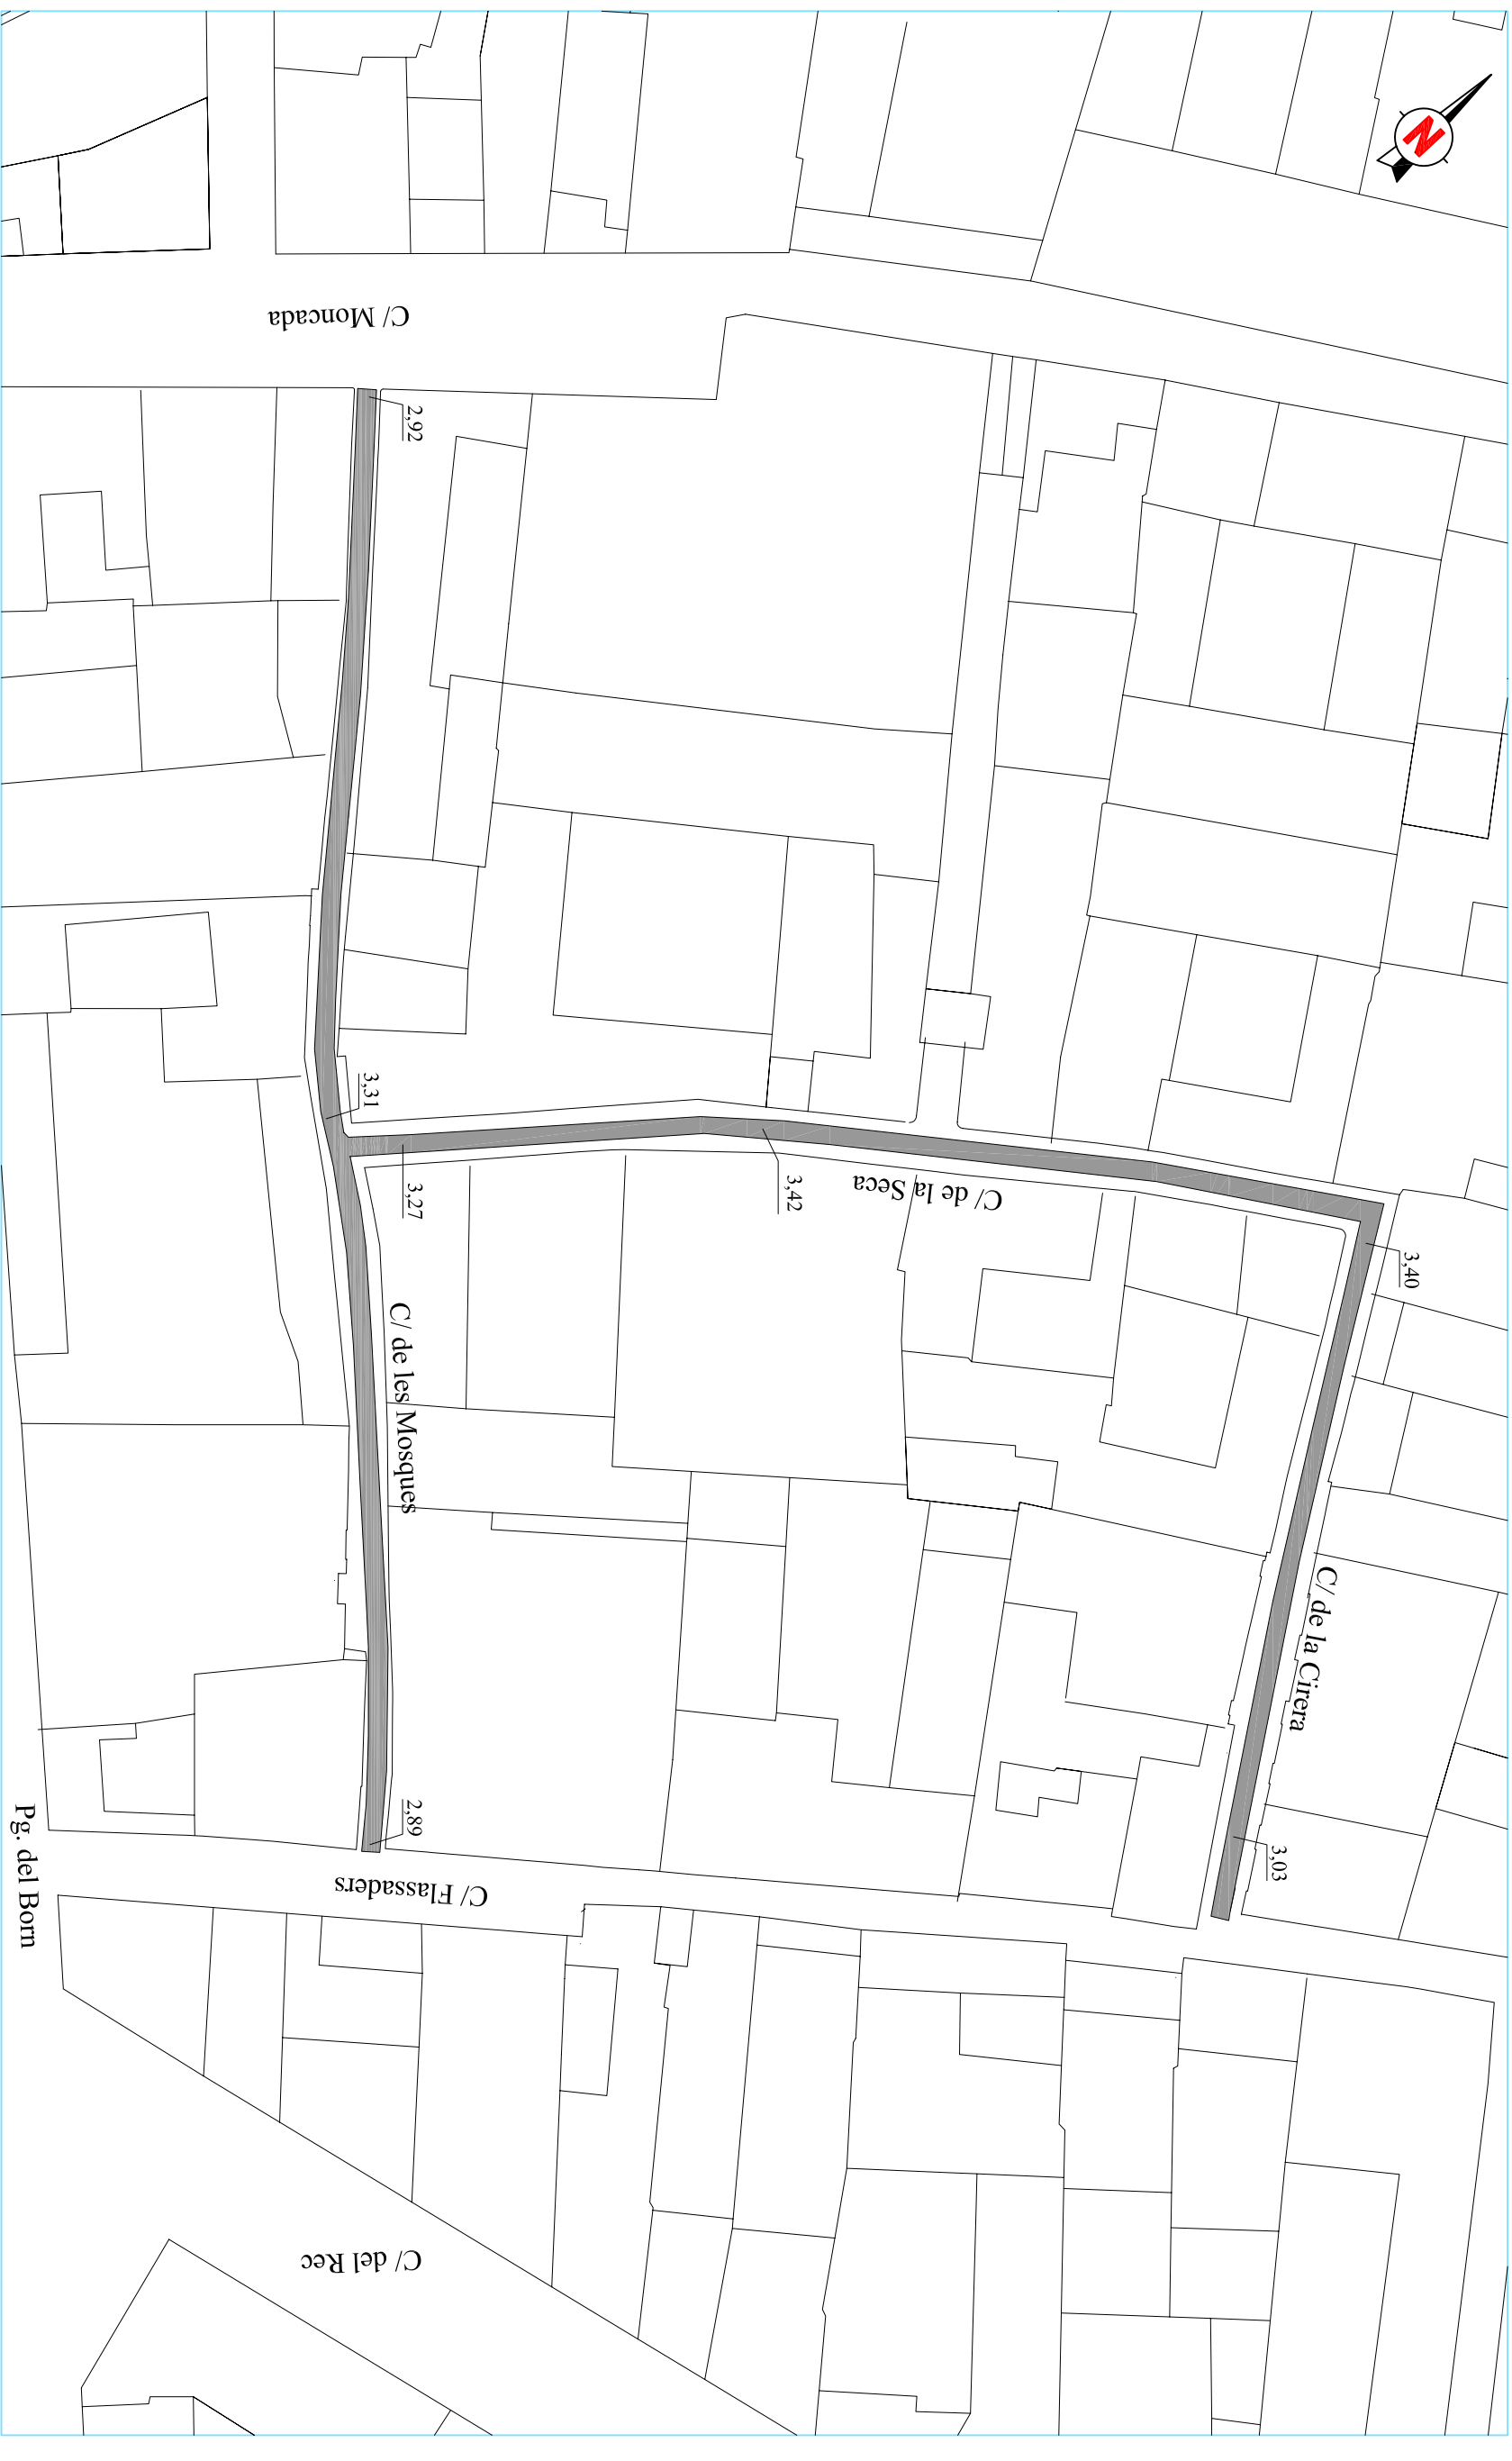 N
C/ Moncada
2,92
3,31
3,27
3,42
C/ de la Seca
3,40
C/ de les Mosques
C/ de la Cirera
2,89
3,03
Pg. del Born
C/ Flassaders
C/ del Rec